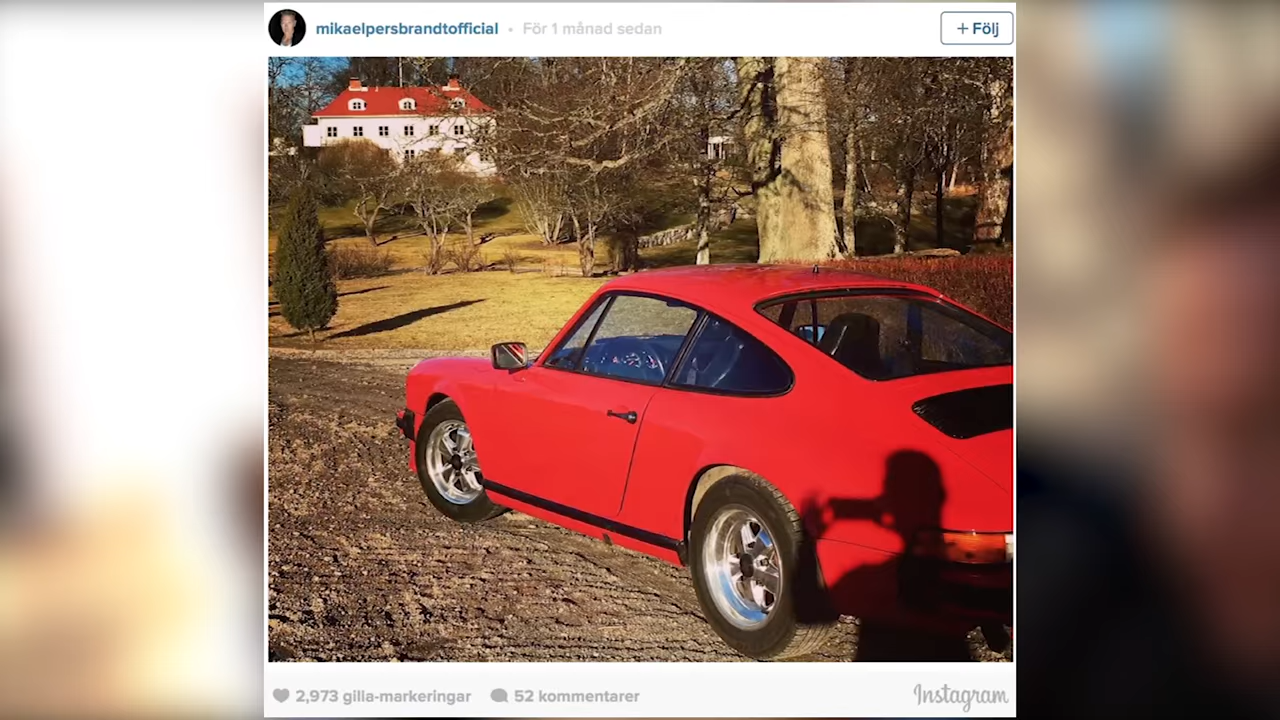 mikaelpersbrandtofficial • För 1 månad sedan
+ Följ
2,973 gilla-markeringar 52 kommentarer
Instagram